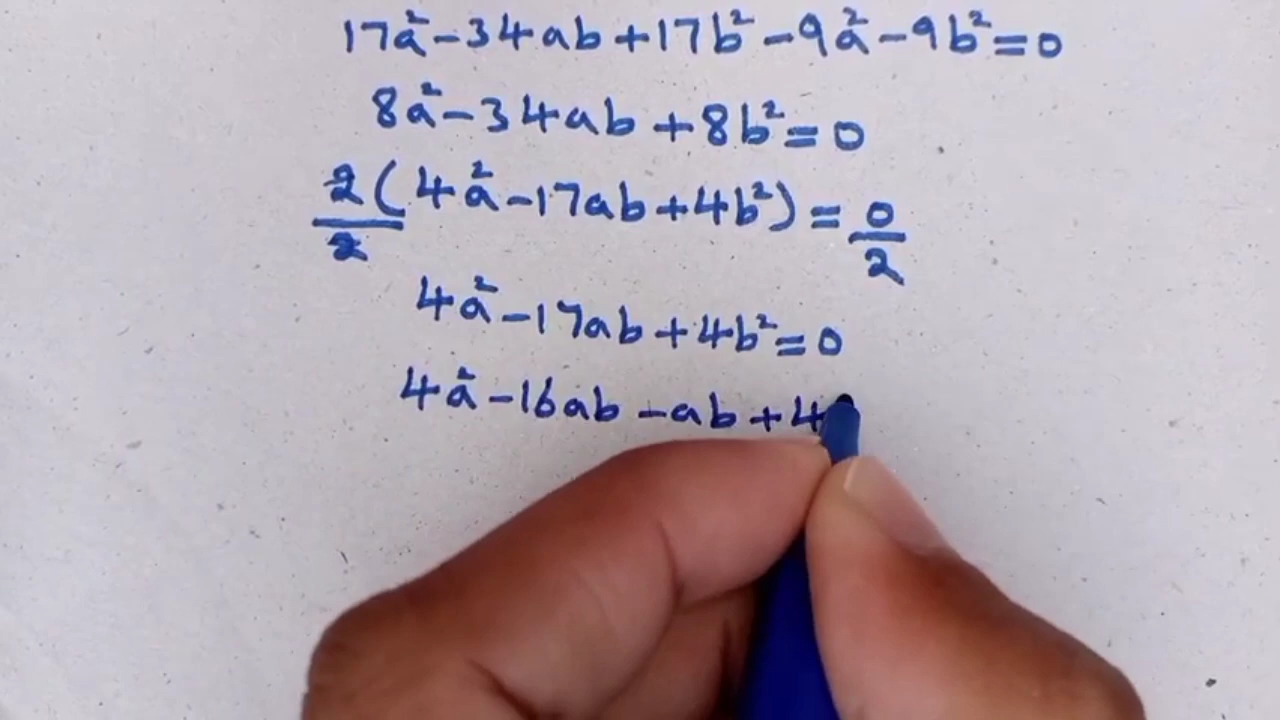 17a² - 34ab + 17b² - 9a² - 9b² = 0
8a² - 34ab + 8b² = 0
2(4a² - 17ab + 4b²)/2 = 0/2
4a² - 17ab + 4b² = 0
4a² - 16ab - ab + 4